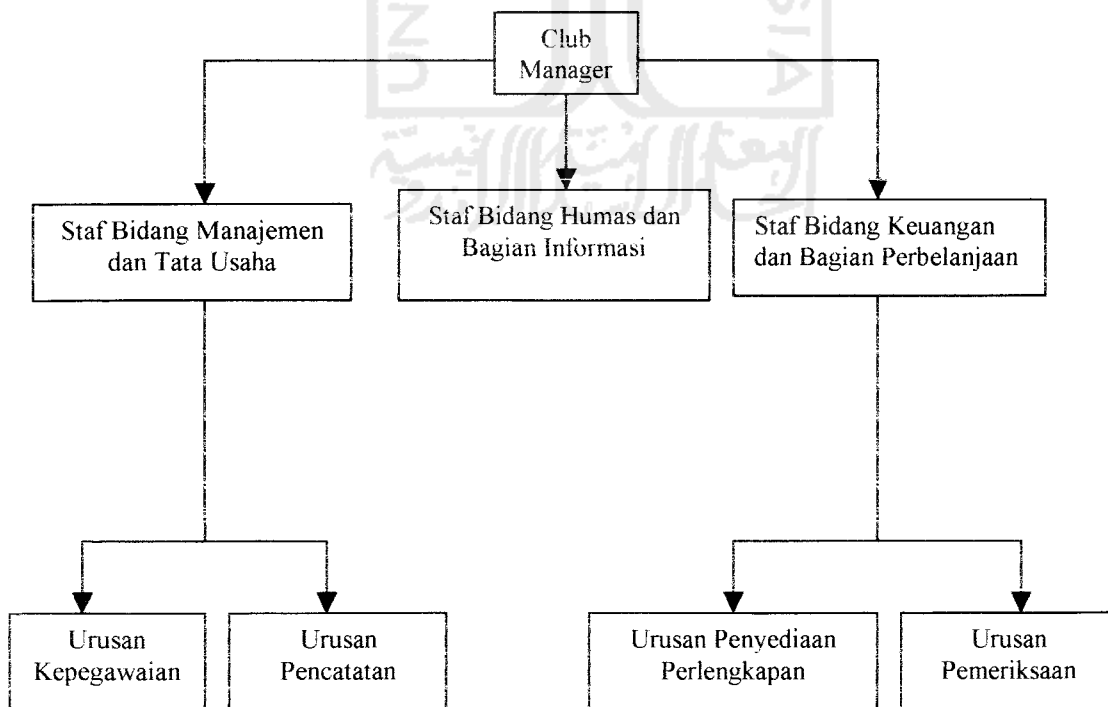 Club
Manager
Staf Bidang Manajemen
dan Tata Usaha
Staf Bidang Humas dan
Bagian Informasi
Staf Bidang Keuangan
dan Bagian Perbelanjaan
Urusan
Kepegawaian
Urusan
Pencatatan
Urusan Penyediaan
Perlengkapan
Urusan
Pemeriksaan